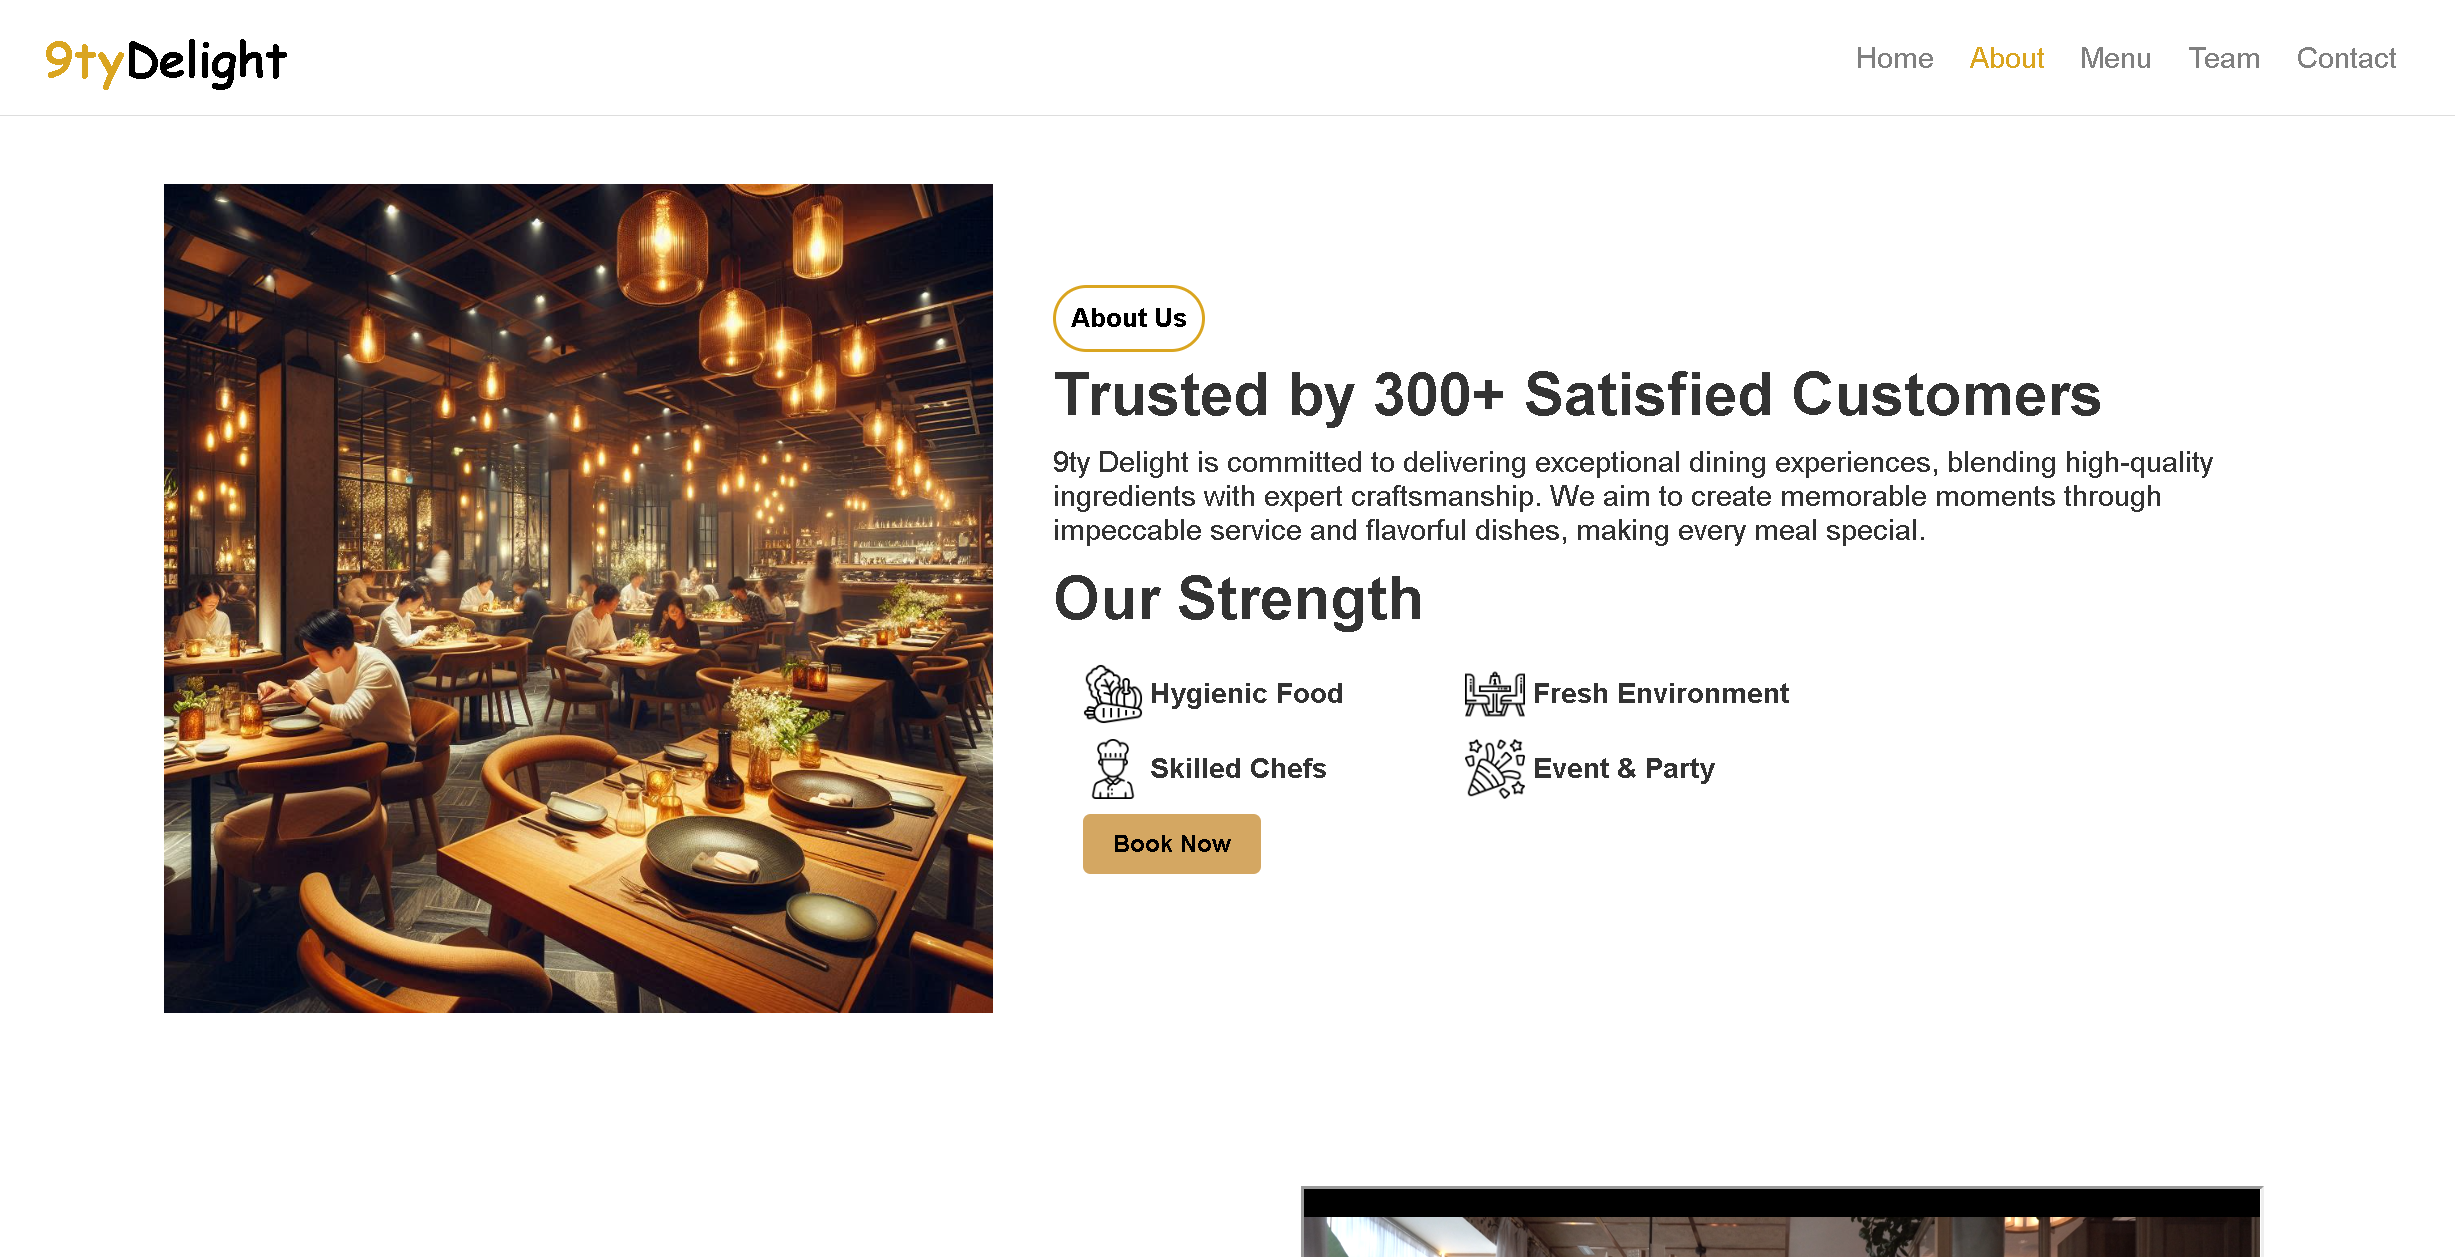 9tyDelight
Home About Menu Team Contact
About Us
Trusted by 300+ Satisfied Customers
9ty Delight is committed to delivering exceptional dining experiences, blending high-quality
ingredients with expert craftsmanship. We aim to create memorable moments through
impeccable service and flavorful dishes, making every meal special.
Our Strength
Hygienic Food
Fresh Environment
Skilled Chefs
Event & Party
Book Now